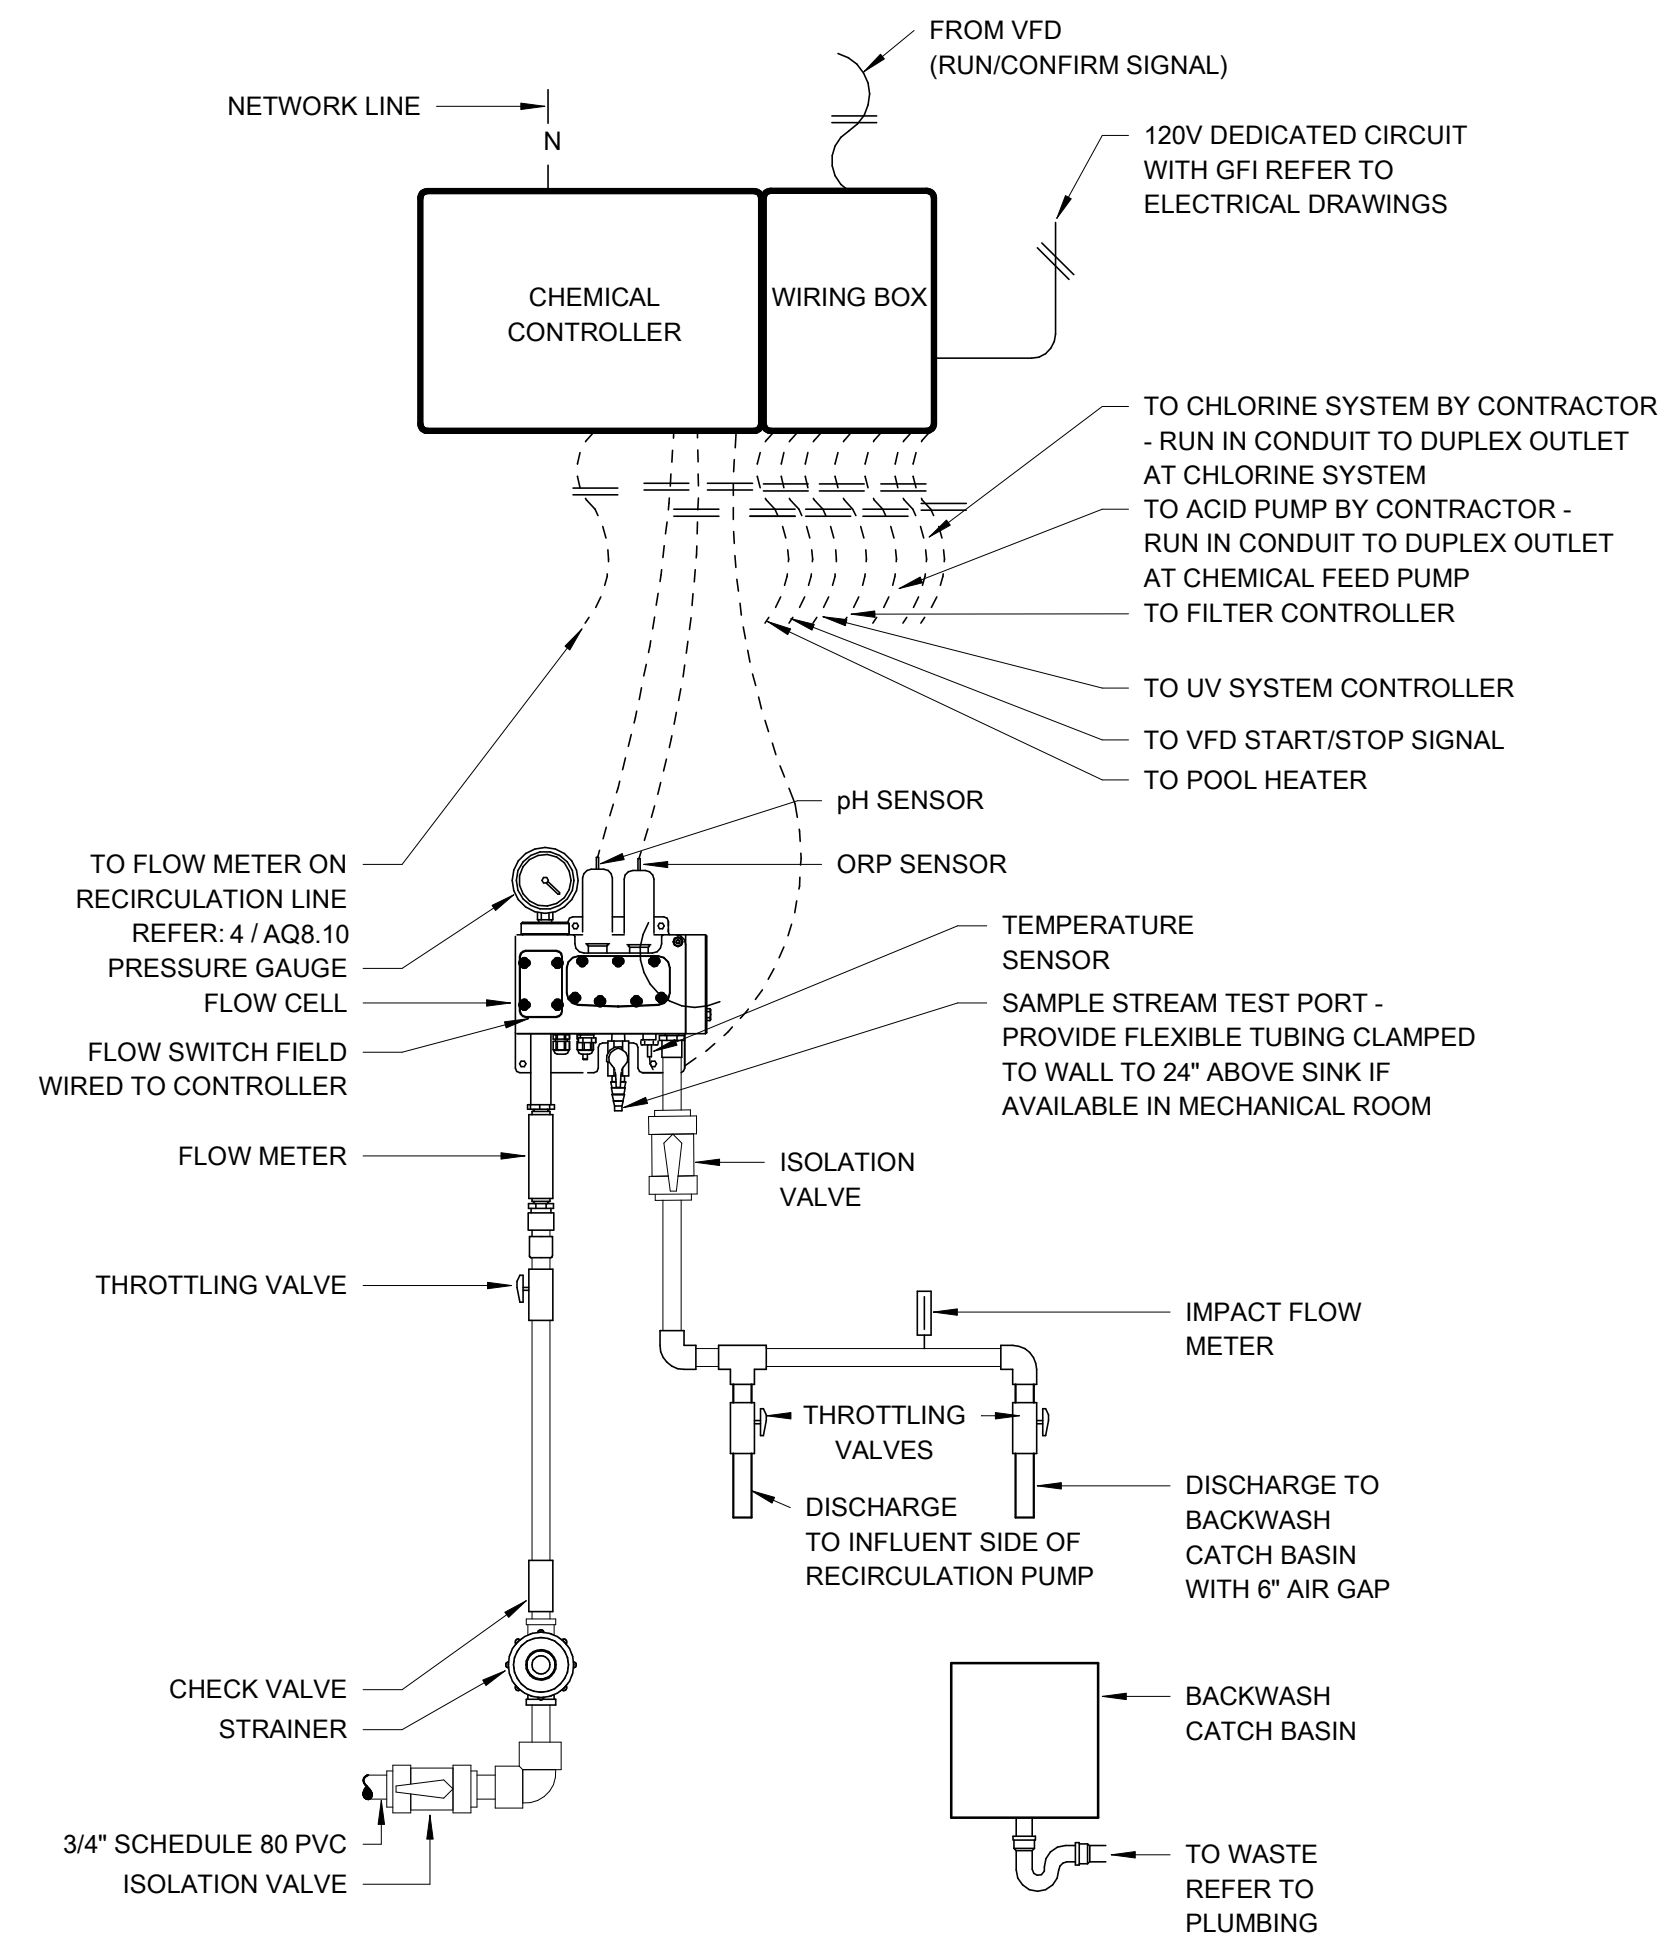 FROM VFD
(RUN/CONFIRM SIGNAL)
NETWORK LINE
N
120V DEDICATED CIRCUIT
WITH GFI REFER TO
ELECTRICAL DRAWINGS
CHEMICAL
CONTROLLER
WIRING BOX
TO CHLORINE SYSTEM BY CONTRACTOR
- RUN IN CONDUIT TO DUPLEX OUTLET
AT CHLORINE SYSTEM
TO ACID PUMP BY CONTRACTOR -
RUN IN CONDUIT TO DUPLEX OUTLET
AT CHEMICAL FEED PUMP
TO FILTER CONTROLLER
TO UV SYSTEM CONTROLLER
TO VFD START/STOP SIGNAL
TO POOL HEATER
pH SENSOR
ORP SENSOR
TO FLOW METER ON
RECIRCULATION LINE
REFER: 4 / AQ8.10
PRESSURE GAUGE
FLOW CELL
FLOW SWITCH FIELD
WIRED TO CONTROLLER
TEMPERATURE
SENSOR
SAMPLE STREAM TEST PORT -
PROVIDE FLEXIBLE TUBING CLAMPED
TO WALL TO 24" ABOVE SINK IF
AVAILABLE IN MECHANICAL ROOM
FLOW METER
ISOLATION
VALVE
THROTTLING VALVE
IMPACT FLOW
METER
THROTTLING
VALVES
DISCHARGE
TO INFLUENT SIDE OF
RECIRCULATION PUMP
DISCHARGE TO
BACKWASH
CATCH BASIN
WITH 6" AIR GAP
CHECK VALVE
STRAINER
BACKWASH
CATCH BASIN
3/4" SCHEDULE 80 PVC
ISOLATION VALVE
TO WASTE
REFER TO
PLUMBING